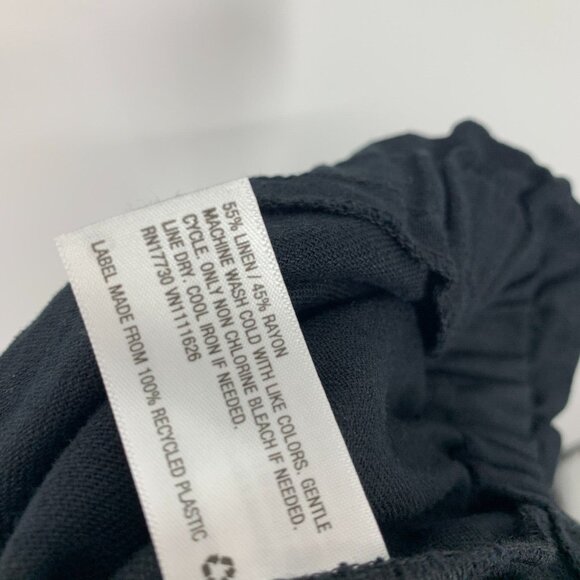 55% LINEN / 45% RAYON
MACHINE WASH COLD WITH LIKE COLORS. GENTLE
CYCLE. ONLY NON CHLORINE BLEACH IF NEEDED.
LINE DRY. COOL IRON IF NEEDED.
RN17730 VN111626
LABEL MADE FROM 100% RECYCLED PLASTIC